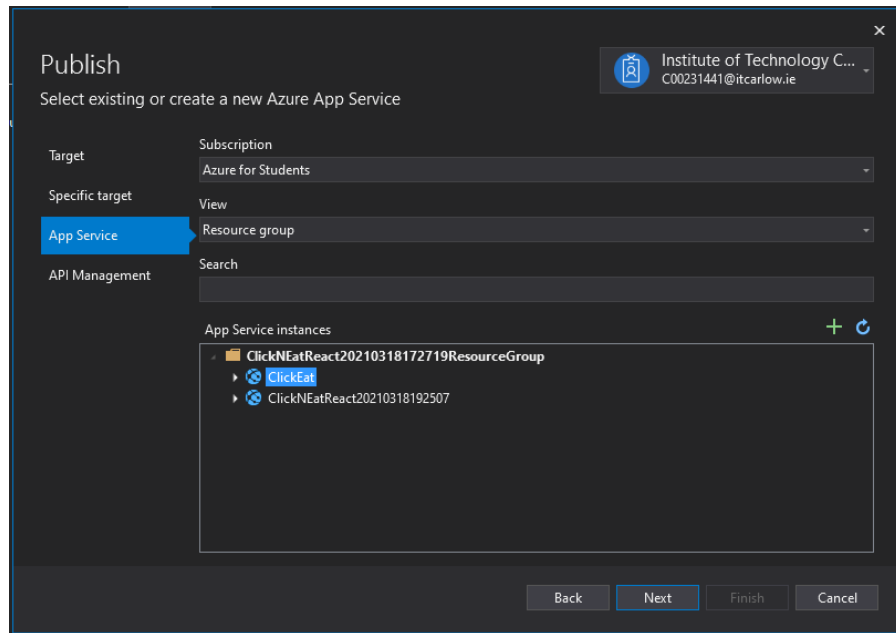 Publish
Institute of Technology C...
C00231441@itcarlow.ie
Select existing or create a new Azure App Service
Target
Specific target
App Service
API Management
Subscription
Azure for Students
View
Resource group
Search
App Service instances
ClickNEatReact20210318172719ResourceGroup
ClickEat
ClickNEatReact20210318192507
Back
Next
Finish
Cancel